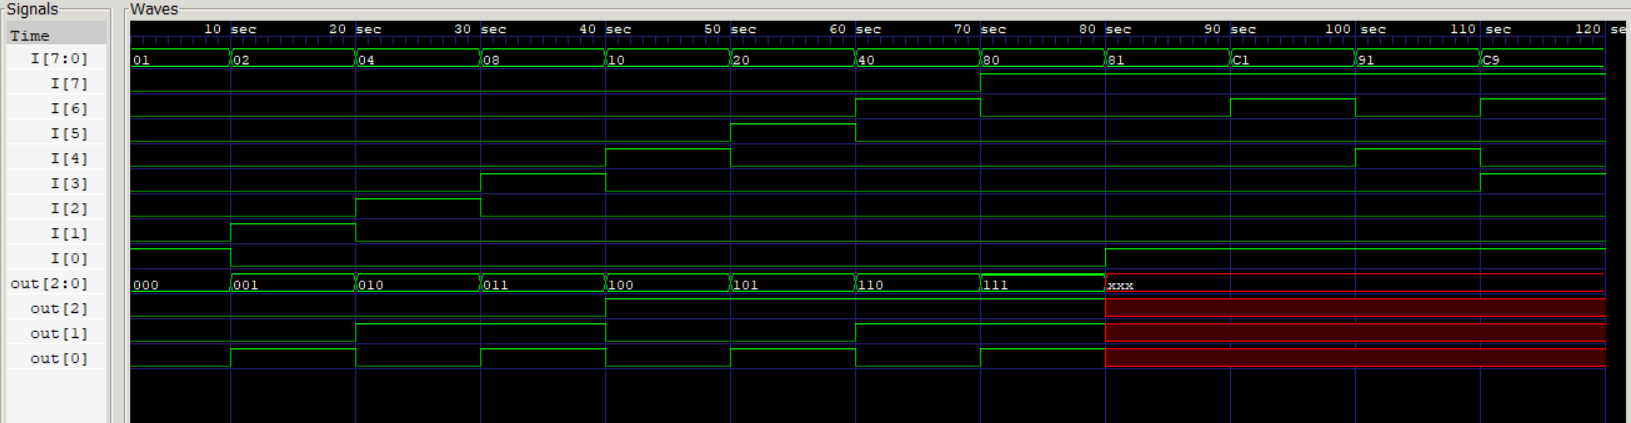 Signals Waves
Time 10 sec 20 sec 30 sec 40 sec 50 sec 60 sec 70 sec 80 sec 90 sec 100 sec 110 sec 120 se
I[7:0] 01 02 04 08 10 20 40 80 81 C1 91 C9
I[7]
I[6]
I[5]
I[4]
I[3]
I[2]
I[1]
I[0]
out[2:0] 000 001 010 011 100 101 110 111 xxx
out[2]
out[1]
out[0]